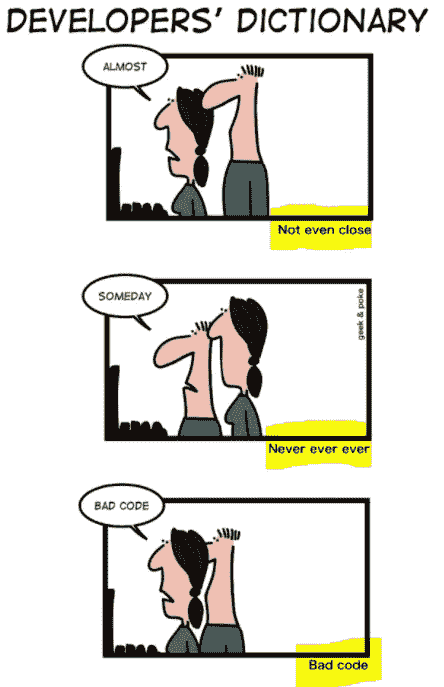 DEVELOPERS' DICTIONARY
ALMOST
Not even close
SOMEDAY
geek & poke
Never ever ever
BAD CODE
Bad code